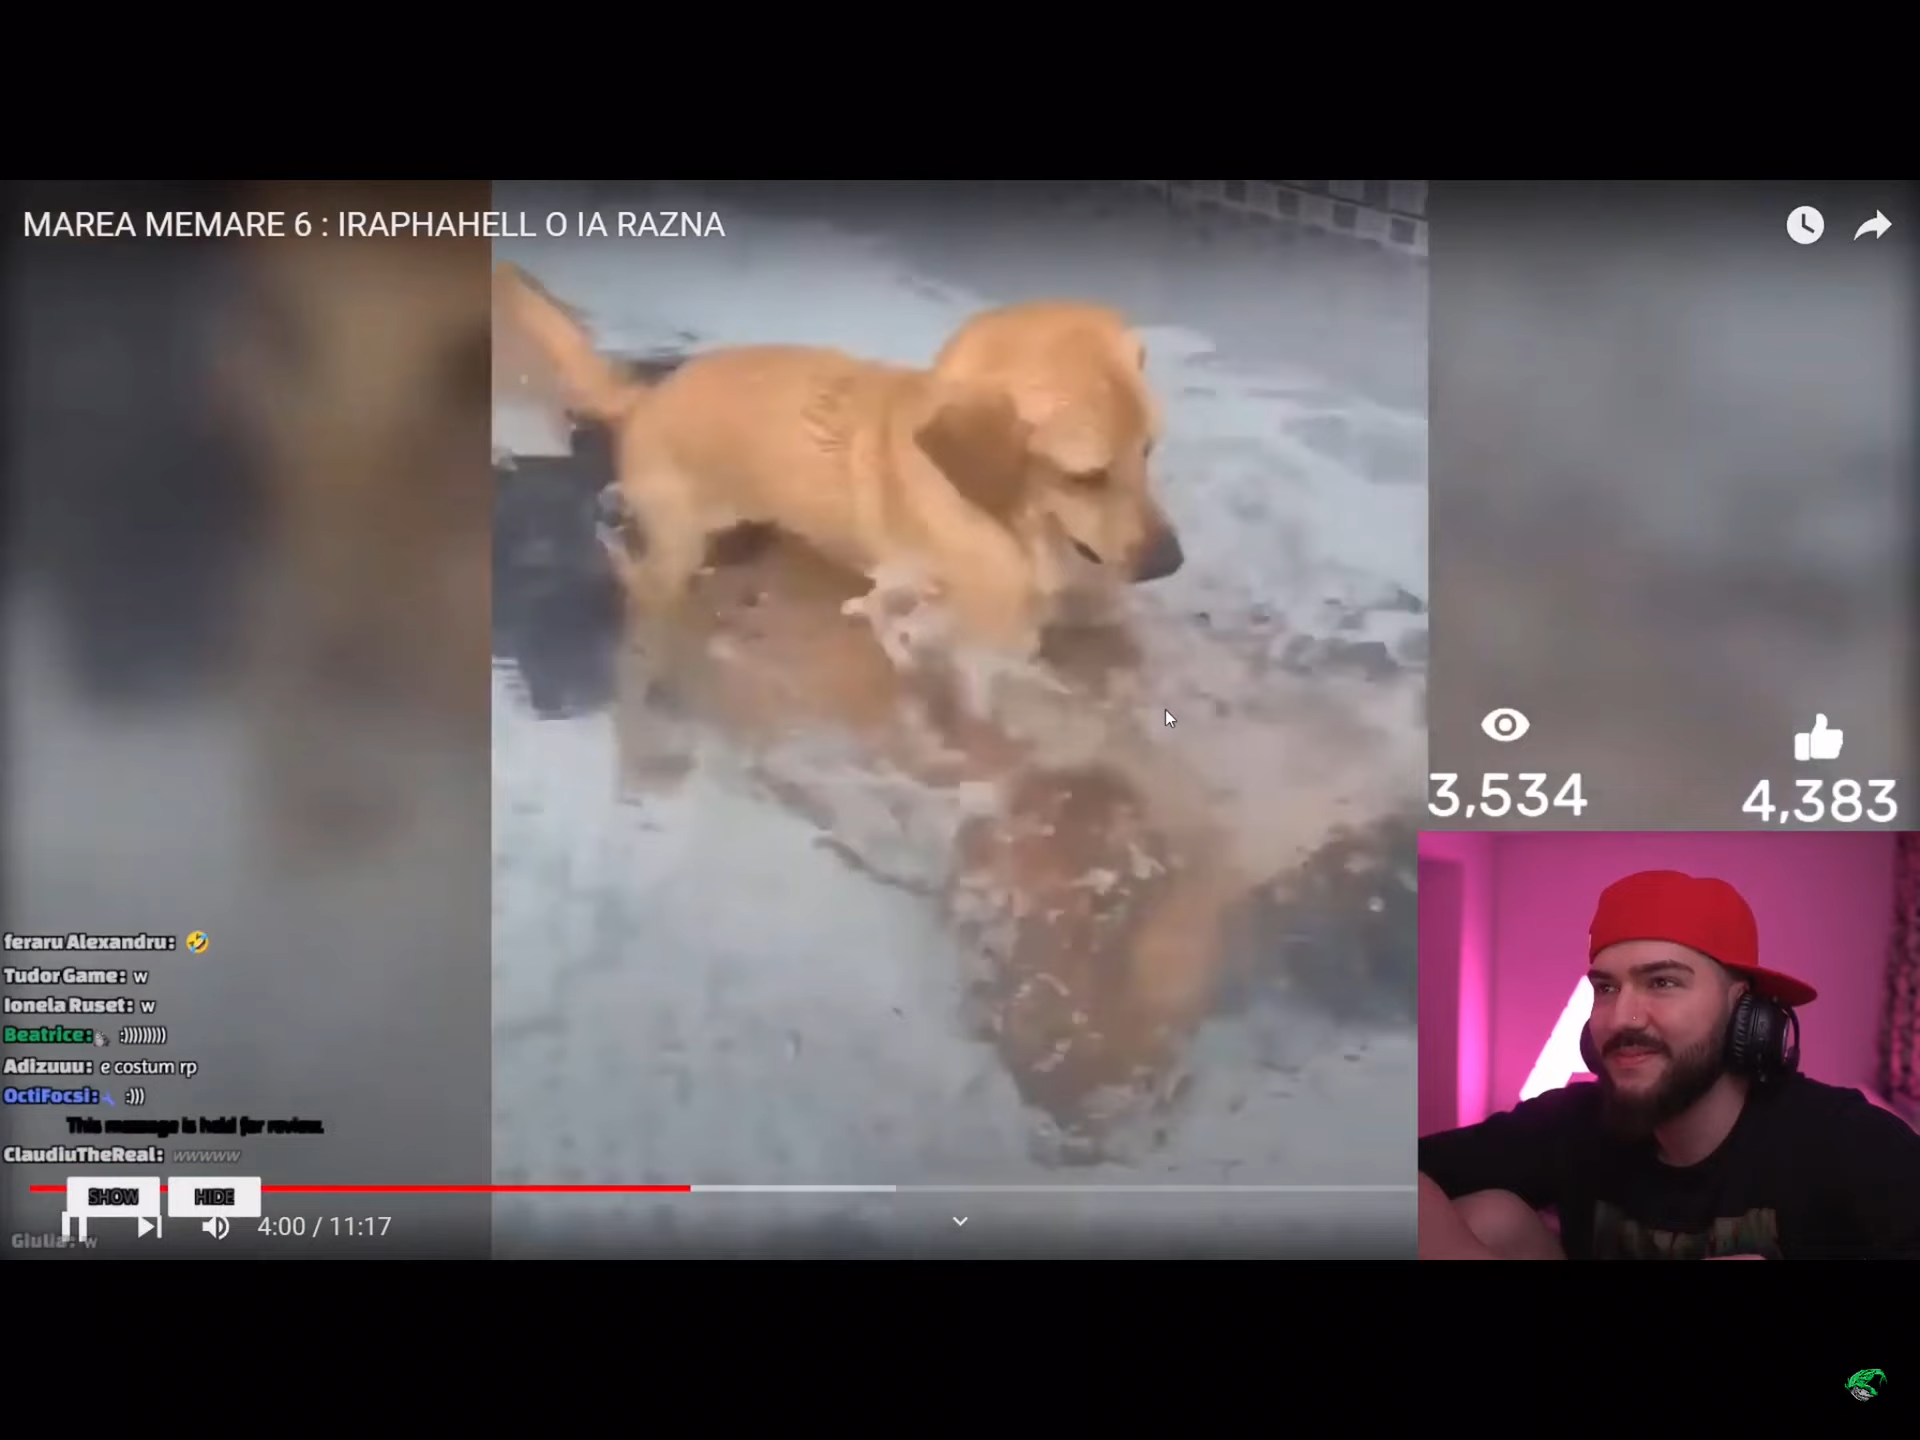 MAREA MEMARE 6 : IRAPHAHELL O IA RAZNA
3,534
4,383
feraru Alexandru: 🤣
Tudor Game: w
Ionela Ruset: w
Beatrice: :)))))))))
Adizuuu: e costum rp
OctiFocsi: :)))
This message is held for review.
ClaudiuTheReal: wwwww
SHOW HIDE
4:00 / 11:17
Giulia: w